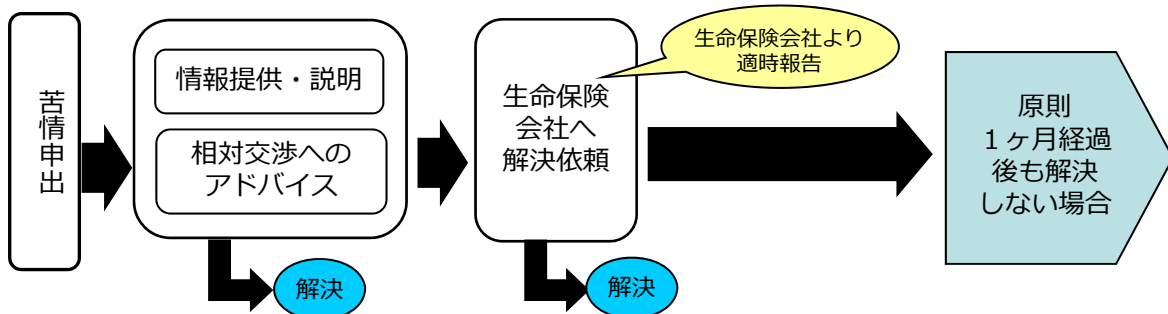 苦情申出
情報提供・説明
相対交渉への
アドバイス
解決
生命保険
会社へ
解決依頼
生命保険会社より
適時報告
解決
原則
１ヶ月経過
後も解決
しない場合